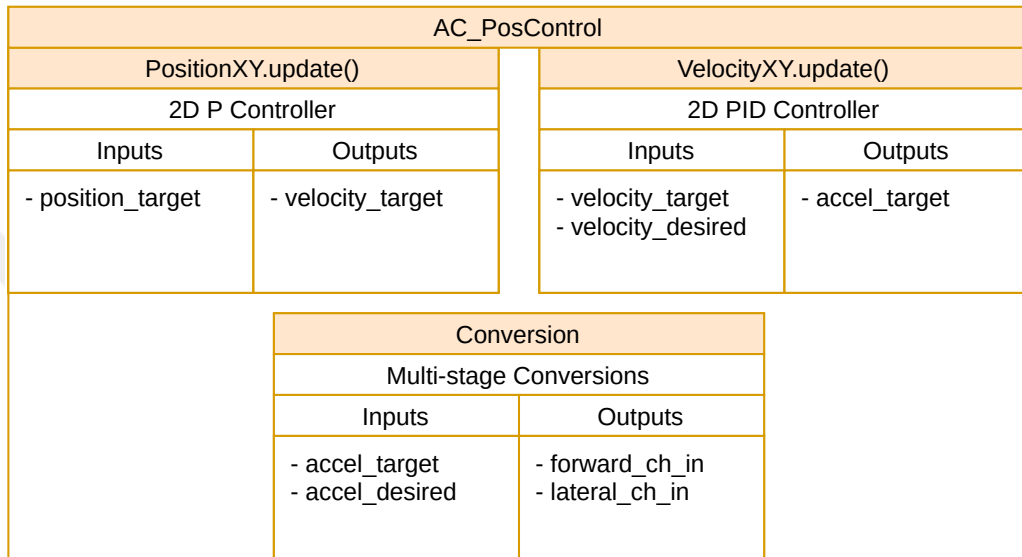 AC_PosControl
PositionXY.update()
2D P Controller
Inputs
Outputs
- position_target
- velocity_target
VelocityXY.update()
2D PID Controller
Inputs
Outputs
- velocity_target
- velocity_desired
- accel_target
Conversion
Multi-stage Conversions
Inputs
Outputs
- accel_target
- accel_desired
- forward_ch_in
- lateral_ch_in